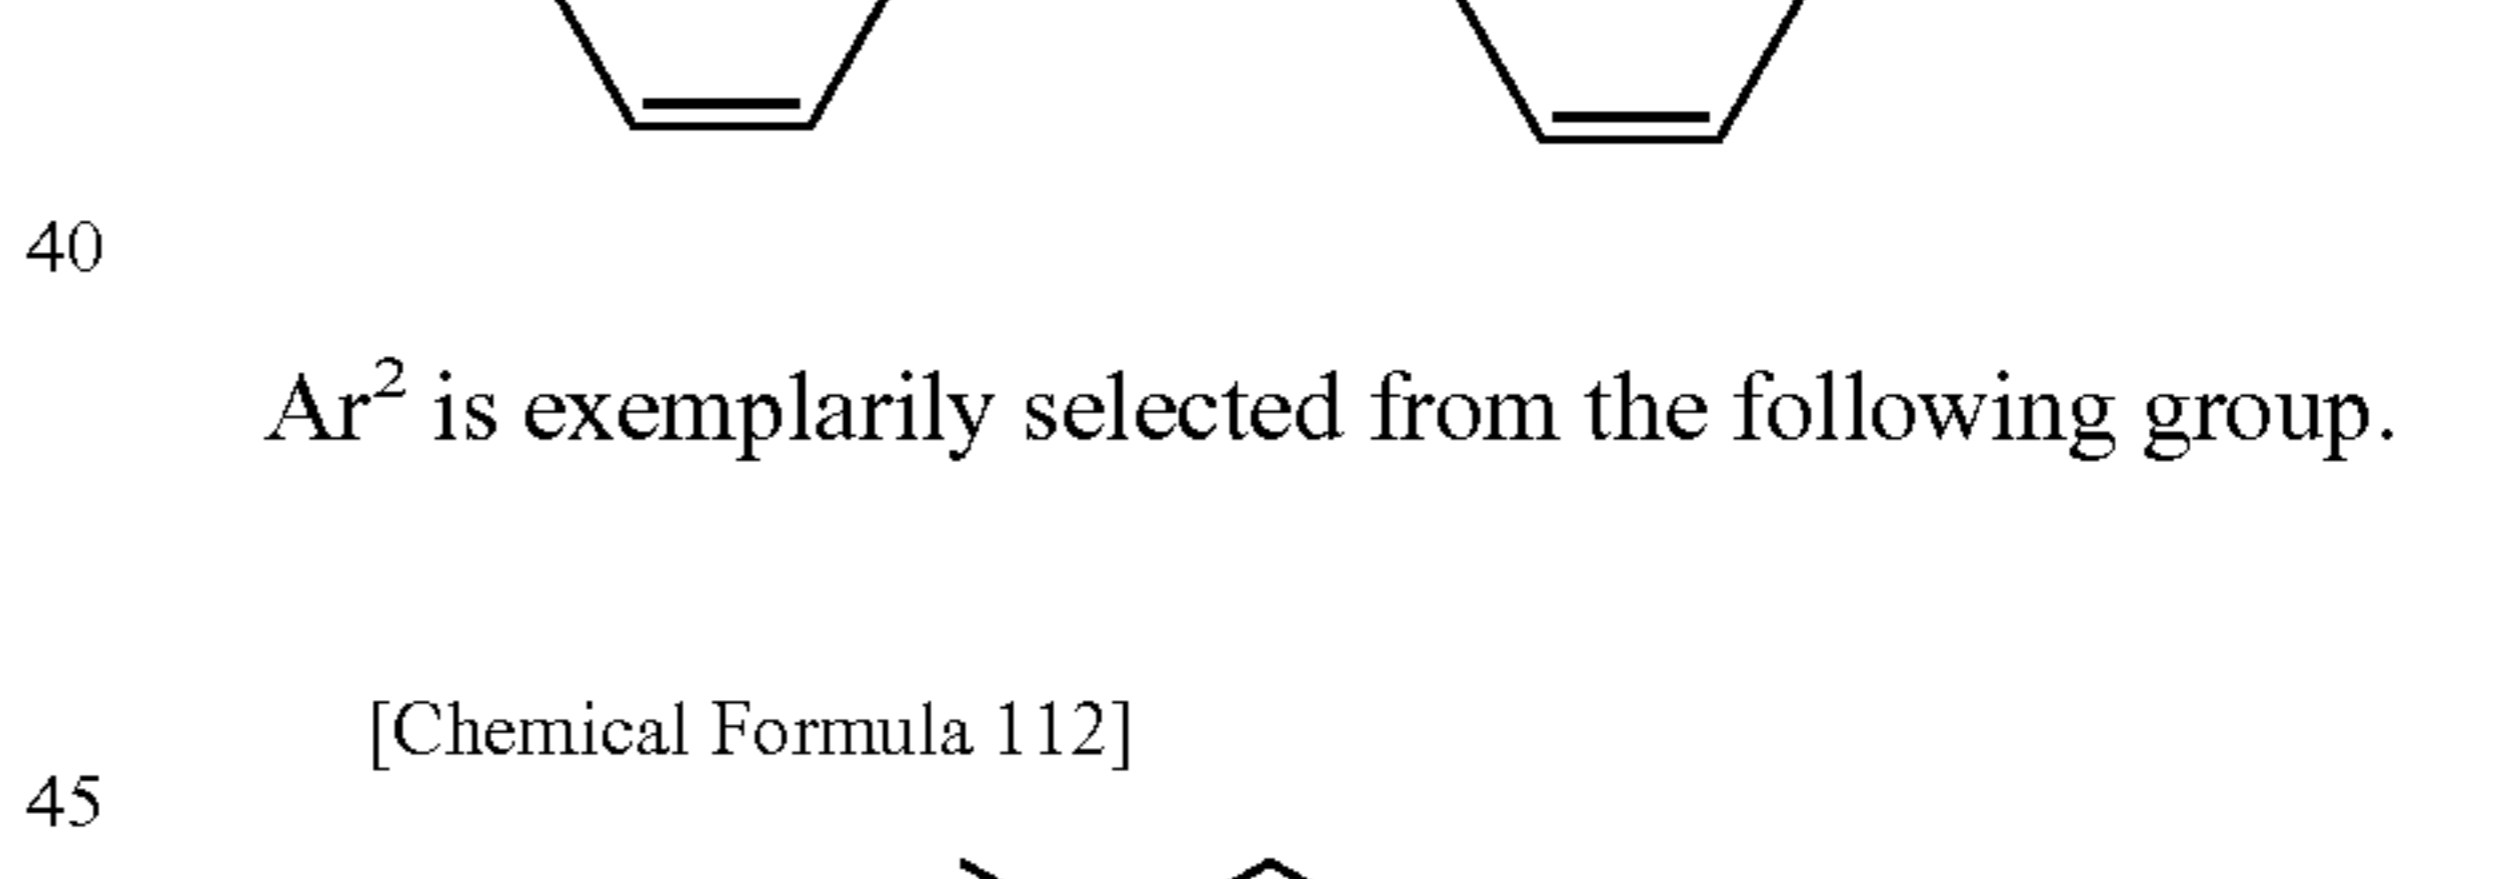 40
Ar² is exemplarily selected from the following group.
[Chemical Formula 112]
45